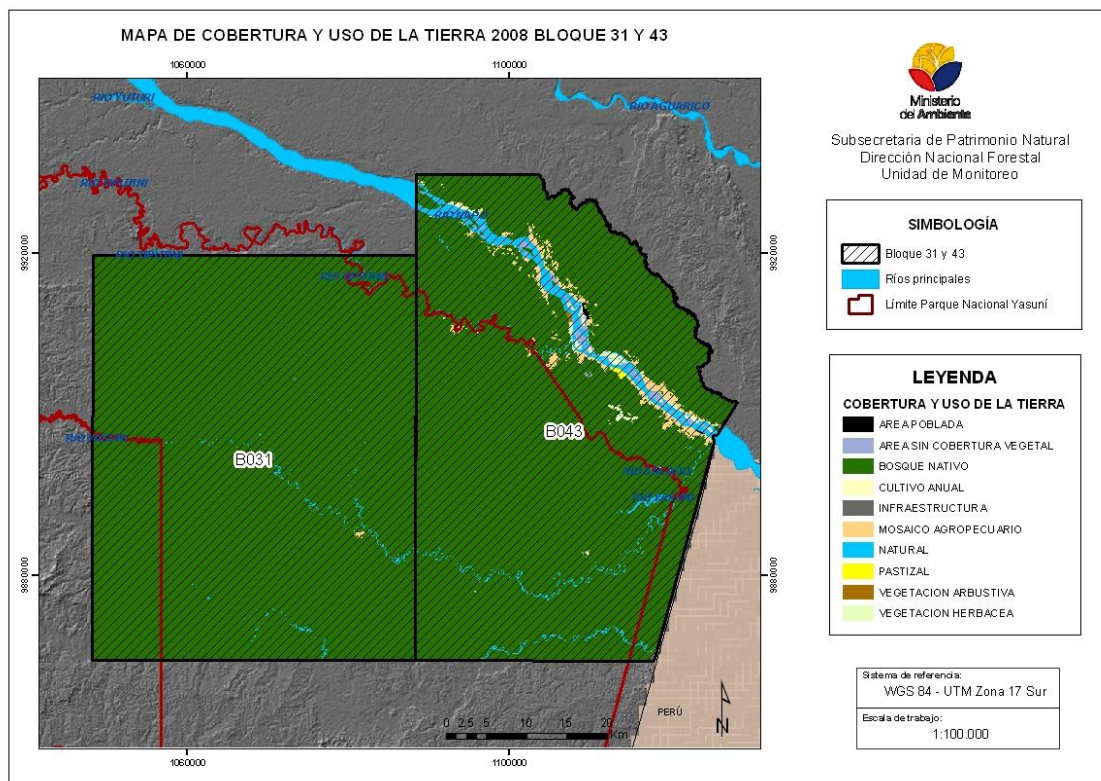 MAPA DE COBERTURA Y USO DE LA TIERRA 2008 BLOQUE 31 Y 43
1060000
1100000
RIO YUTURI
RIO AGUARICO
9920000
9920000
B031
B043
9880000
9880000
0 2.5 5 10 15 20
Km
PERÚ
N
1060000
1100000
Ministerio
del Ambiente
Subsecretaria de Patrimonio Natural
Dirección Nacional Forestal
Unidad de Monitoreo
SIMBOLOGÍA
Bloque 31 y 43
Ríos principales
Límite Parque Nacional Yasuní
LEYENDA
COBERTURA Y USO DE LA TIERRA
AREA POBLADA
AREA SIN COBERTURA VEGETAL
BOSQUE NATIVO
CULTIVO ANUAL
INFRAESTRUCTURA
MOSAICO AGROPECUARIO
NATURAL
PASTIZAL
VEGETACION ARBUSTIVA
VEGETACION HERBACEA
Sistema de referencia:
WGS 84 - UTM Zona 17 Sur
Escala de trabajo:
1:100.000